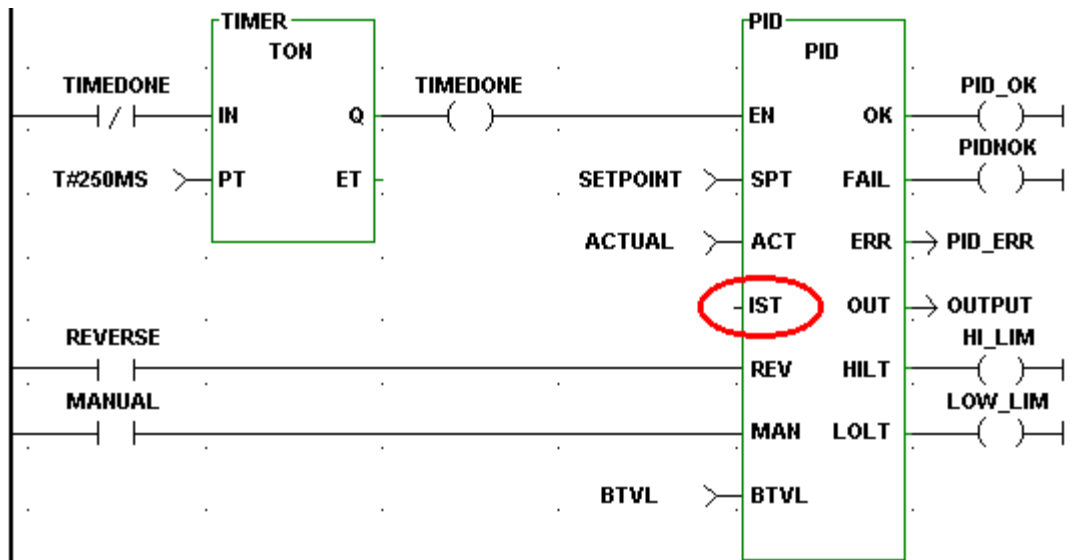 TIMER PID
TON PID
TIMEDONE TIMEDONE PID_OK
IN Q EN OK
PIDNOK
T#250MS PT ET SETPOINT SPT FAIL
ACTUAL ACT ERR PID_ERR
IST OUT OUTPUT
REVERSE HI_LIM
REV HILT
MANUAL LOW_LIM
MAN LOLT
BTVL BTVL